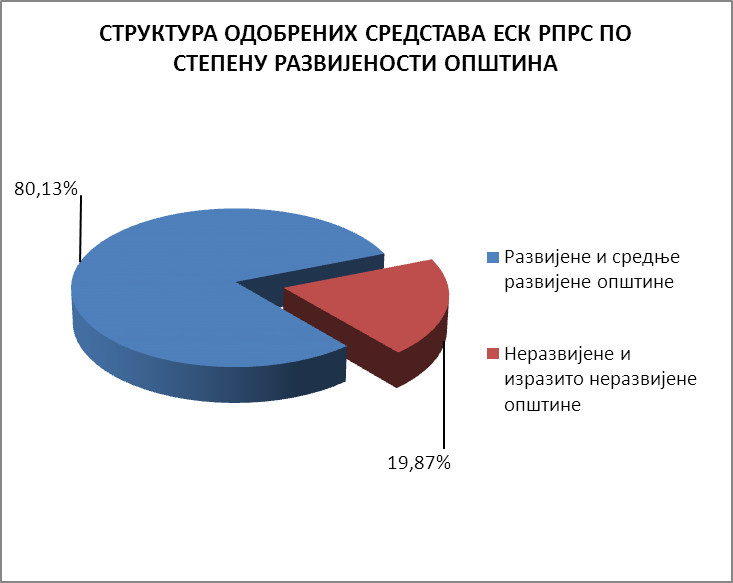 СТРУКТУРА ОДОБРЕНИХ СРЕДСТАВА ЕСК РПРС ПО
СТЕПЕНУ РАЗВИЈЕНОСТИ ОПШТИНА
80,13%
Развијене и средње
развијене општине
Неразвијене и
изразито неразвијене
општине
19,87%